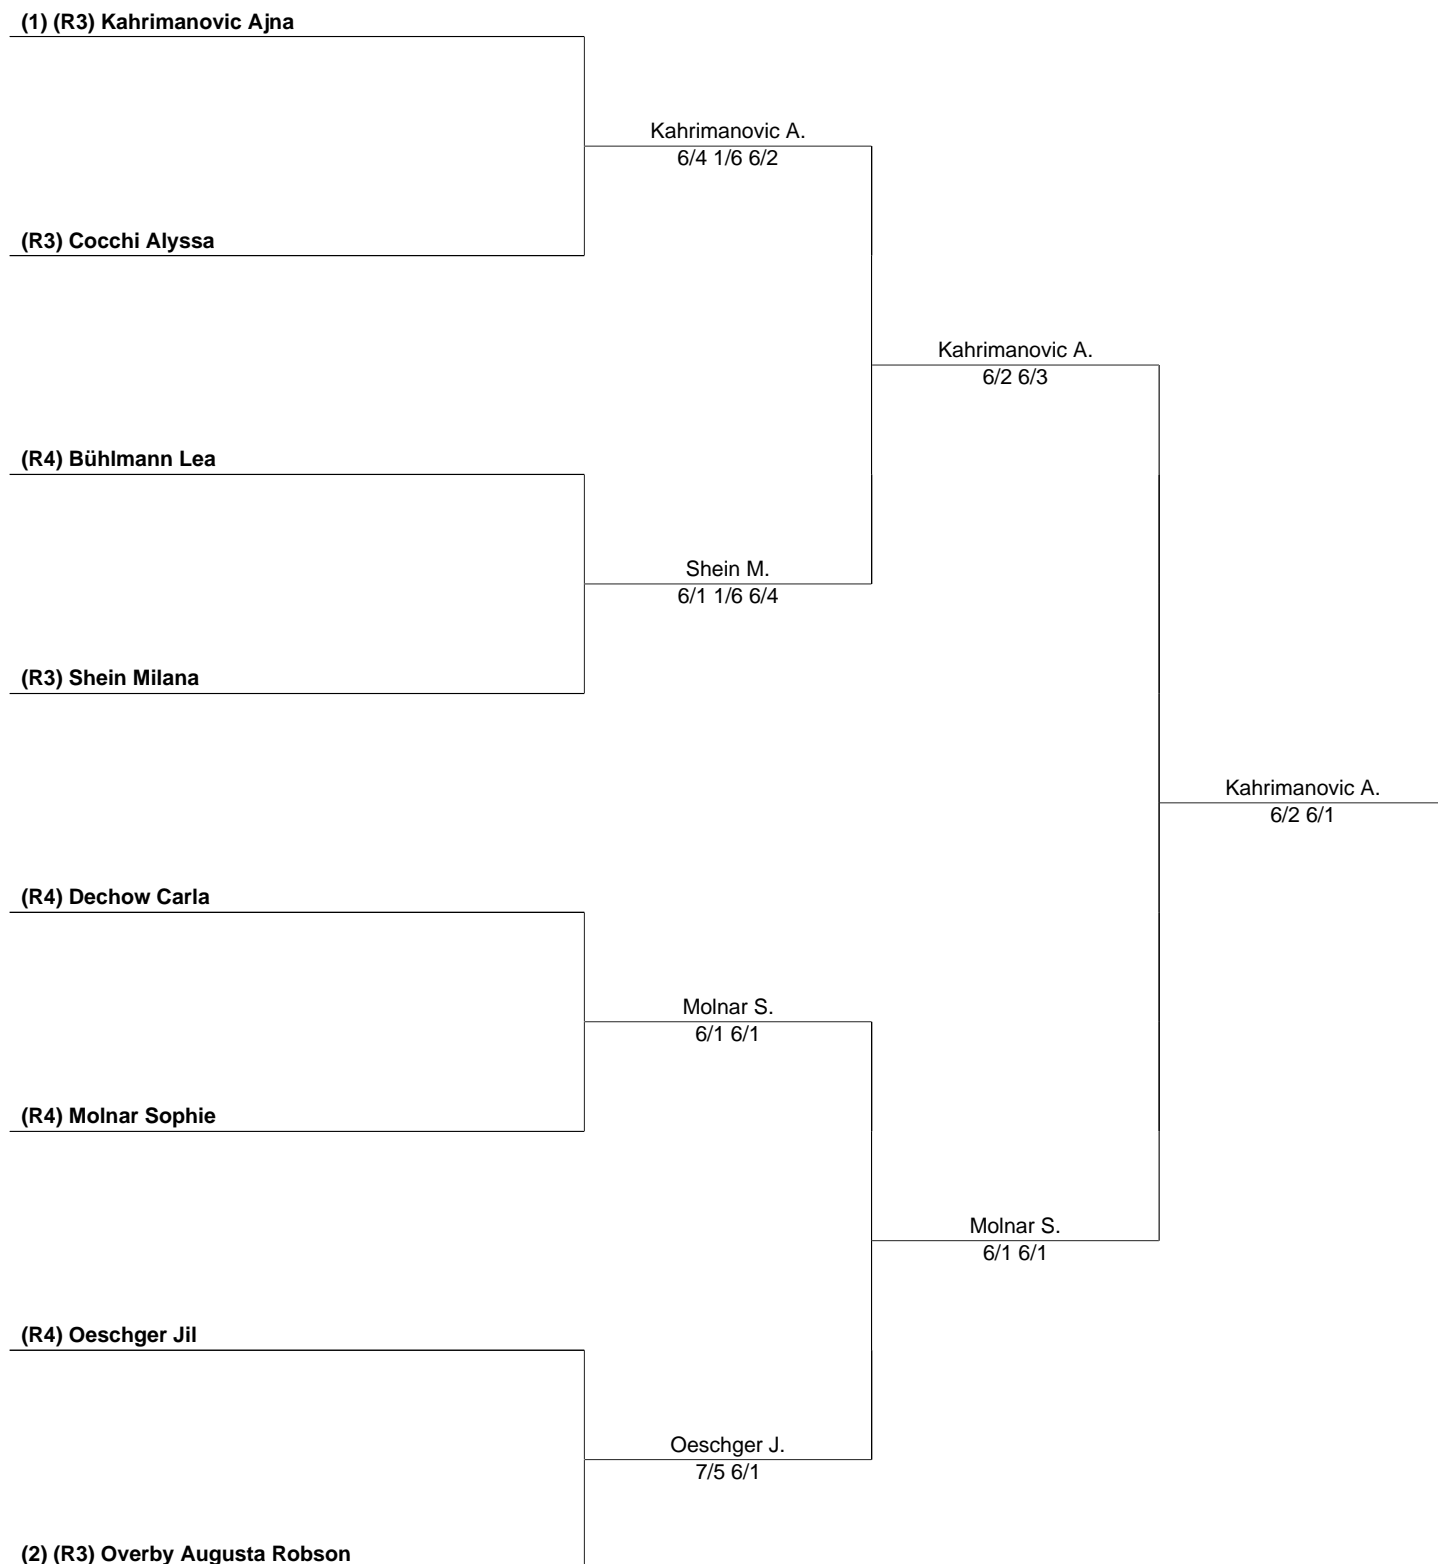 (1) (R3) Kahrimanovic Ajna
Kahrimanovic A.
6/4 1/6 6/2
(R3) Cocchi Alyssa
Kahrimanovic A.
6/2 6/3
(R4) Bühlmann Lea
Shein M.
6/1 1/6 6/4
(R3) Shein Milana
Kahrimanovic A.
6/2 6/1
(R4) Dechow Carla
Molnar S.
6/1 6/1
(R4) Molnar Sophie
Molnar S.
6/1 6/1
(R4) Oeschger Jil
Oeschger J.
7/5 6/1
(2) (R3) Overby Augusta Robson